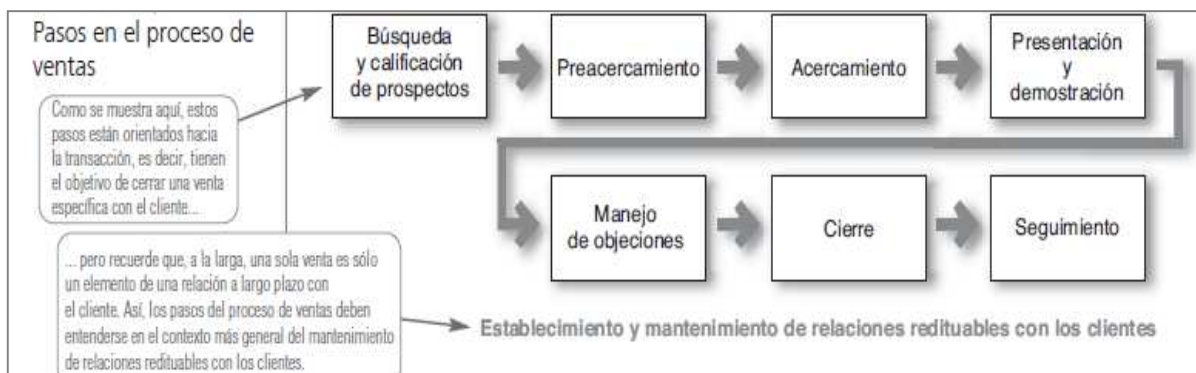 Pasos en el proceso de
ventas
Como se muestra aquí, estos
pasos están orientados hacia
la transacción, es decir, tienen
el objetivo de cerrar una venta
específica con el cliente...
... pero recuerde que, a la larga, una sola venta es sólo
un elemento de una relación a largo plazo con
el cliente. Así, los pasos del proceso de ventas deben
entenderse en el contexto más general del mantenimiento
de relaciones redituables con los clientes.
Búsqueda
y calificación
de prospectos
Preacercamiento
Acercamiento
Presentación
y
demostración
Manejo
de objeciones
Cierre
Seguimiento
Establecimiento y mantenimiento de relaciones redituables con los clientes